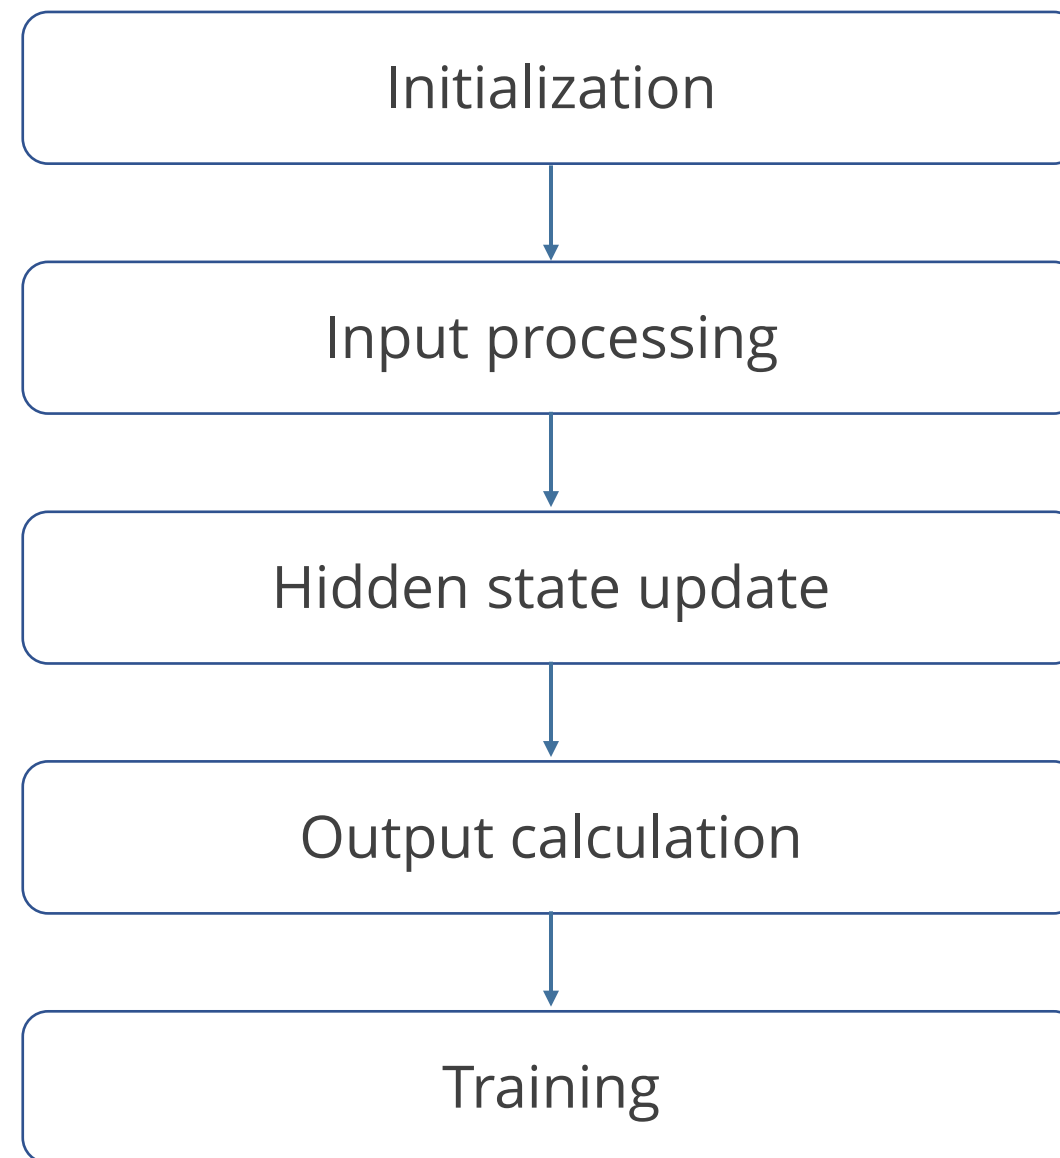 Initialization
Input processing
Hidden state update
Output calculation
Training